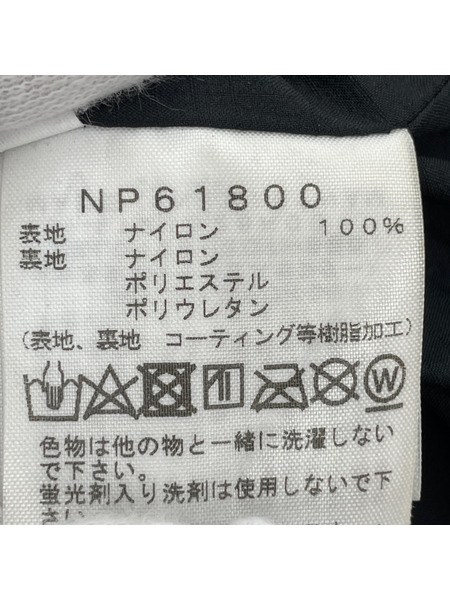 NP61800
表地 ナイロン 100%
裏地 ナイロン
ポリエステル
ポリウレタン
(表地、裏地 コーティング等樹脂加工)
W
色物は他の物と一緒に洗濯しない
で下さい。
蛍光剤入り洗剤は使用しないで下